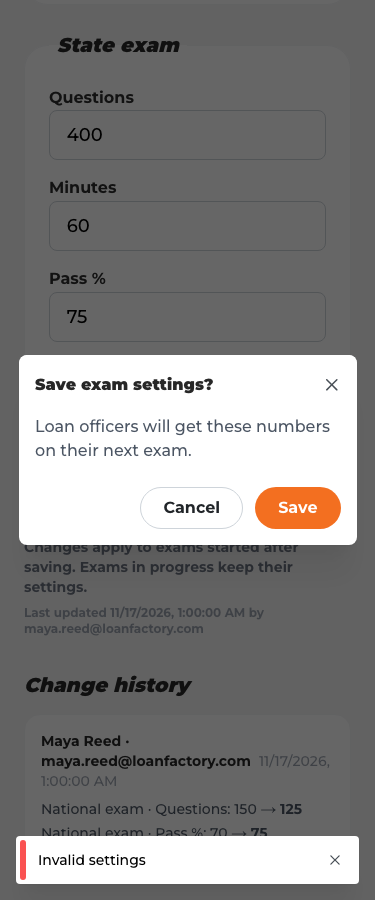 State exam
Questions
400
Minutes
60
Pass %
75
Save exam settings?
Loan officers will get these numbers
on their next exam.
Cancel
Save
Changes apply to exams started after
saving. Exams in progress keep their
settings.
Last updated 11/17/2026, 1:00:00 AM by
maya.reed@loanfactory.com
Change history
Maya Reed ·
maya.reed@loanfactory.com 11/17/2026,
1:00:00 AM
National exam · Questions: 150 → 125
National exam · Pass %: 70 → 75
Invalid settings